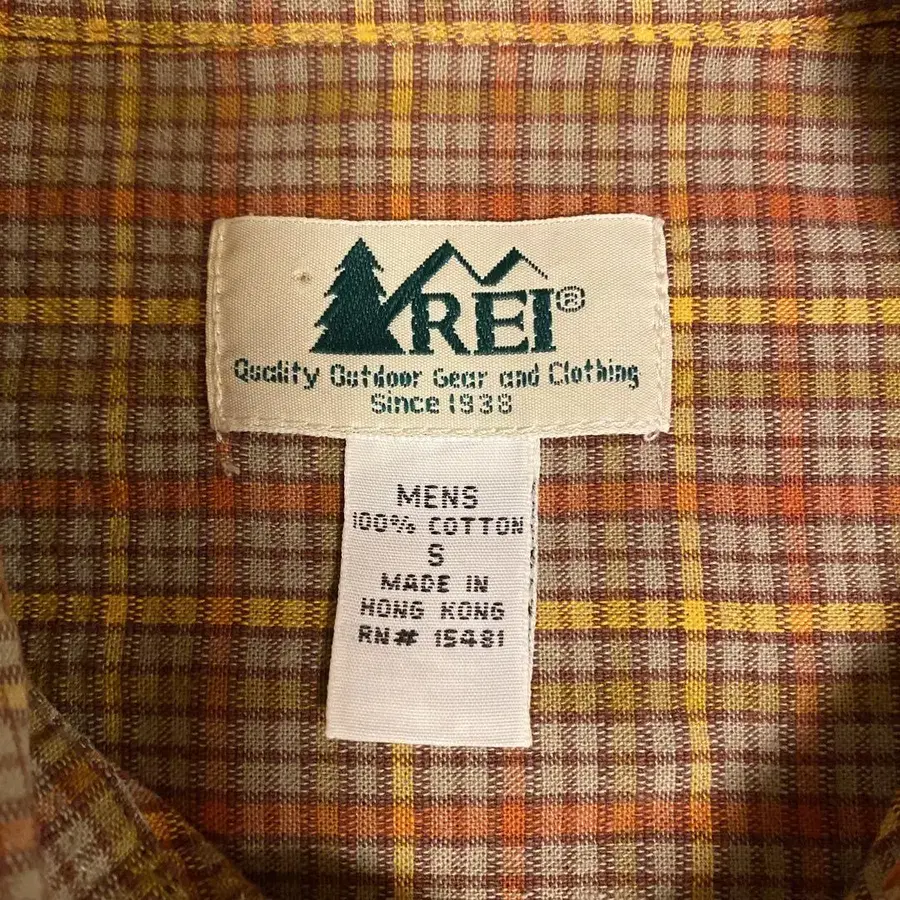 REI®
Quality Outdoor Gear and Clothing
Since 1938
MENS
100% COTTON
S
MADE IN
HONG KONG
RN# 15481